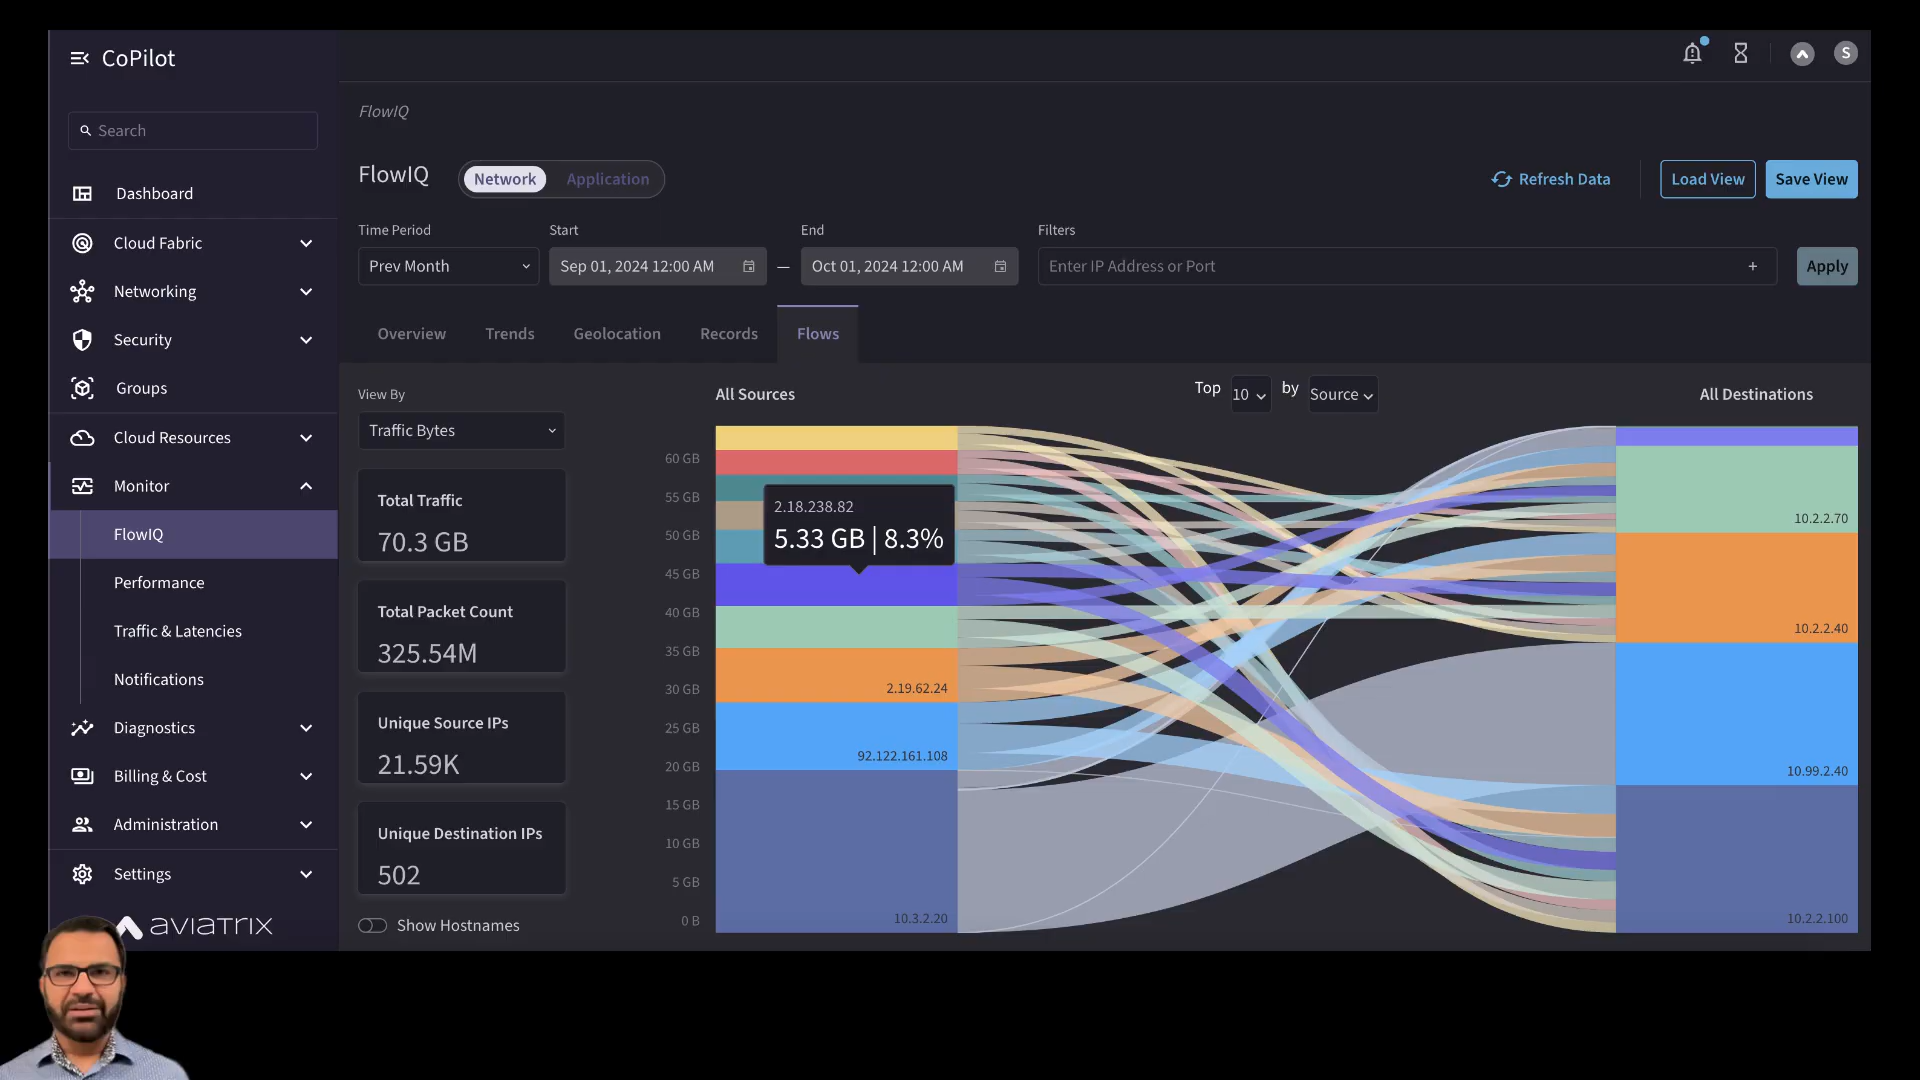 CoPilot
S
Search
FlowIQ
Dashboard
Cloud Fabric
Networking
Security
Groups
Cloud Resources
Monitor
FlowIQ
Performance
Traffic & Latencies
Notifications
Diagnostics
Billing & Cost
Administration
Settings
aviatrix
FlowIQ
Network
Application
Refresh Data
Load View
Save View
Time Period
Start
End
Filters
Prev Month
Sep 01, 2024 12:00 AM
—
Oct 01, 2024 12:00 AM
Enter IP Address or Port
+
Apply
Overview
Trends
Geolocation
Records
Flows
View By
Traffic Bytes
Total Traffic
70.3 GB
Total Packet Count
325.54M
Unique Source IPs
21.59K
Unique Destination IPs
502
Show Hostnames
All Sources
Top
10
by
Source
All Destinations
60 GB
55 GB
50 GB
45 GB
40 GB
35 GB
30 GB
25 GB
20 GB
15 GB
10 GB
5 GB
0 B
2.18.238.82
5.33 GB | 8.3%
2.19.62.24
92.122.161.108
10.3.2.20
10.2.2.70
10.2.2.40
10.99.2.40
10.2.2.100